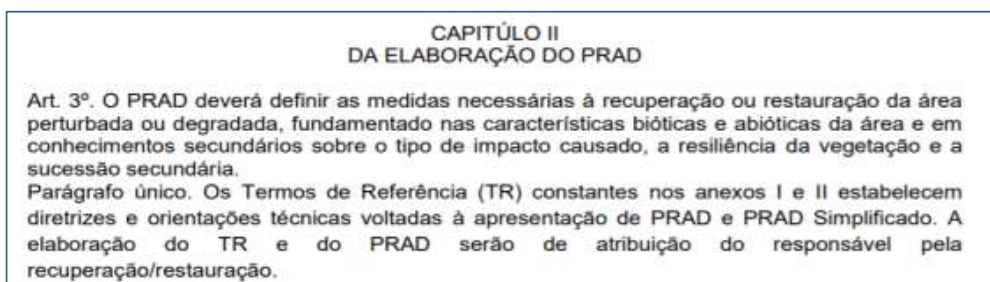 CAPÍTULO II
DA ELABORAÇÃO DO PRAD
Art. 3º. O PRAD deverá definir as medidas necessárias à recuperação ou restauração da área
perturbada ou degradada, fundamentado nas características bióticas e abióticas da área e em
conhecimentos secundários sobre o tipo de impacto causado, a resiliência da vegetação e a
sucessão secundária.
Parágrafo único. Os Termos de Referência (TR) constantes nos anexos I e II estabelecem
diretrizes e orientações técnicas voltadas à apresentação de PRAD e PRAD Simplificado. A
elaboração do TR e do PRAD serão de atribuição do responsável pela
recuperação/restauração.